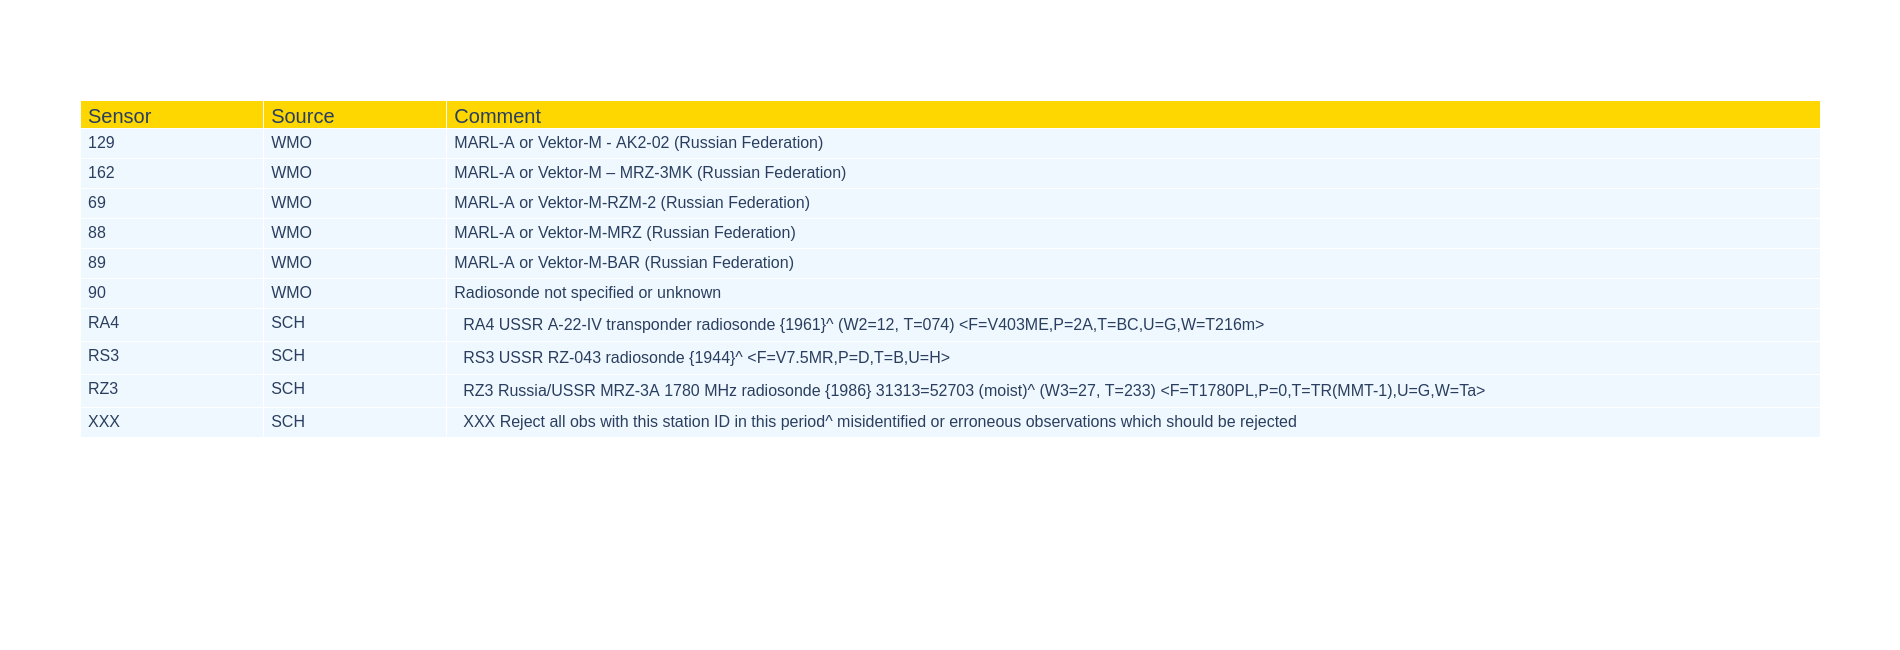 Sensor Source Comment
129 WMO MARL-A or Vektor-M - AK2-02 (Russian Federation)
162 WMO MARL-A or Vektor-M – MRZ-3MK (Russian Federation)
69 WMO MARL-A or Vektor-M-RZM-2 (Russian Federation)
88 WMO MARL-A or Vektor-M-MRZ (Russian Federation)
89 WMO MARL-A or Vektor-M-BAR (Russian Federation)
90 WMO Radiosonde not specified or unknown
RA4 SCH RA4 USSR A-22-IV transponder radiosonde {1961}^ (W2=12, T=074) <F=V403ME,P=2A,T=BC,U=G,W=T216m>
RS3 SCH RS3 USSR RZ-043 radiosonde {1944}^ <F=V7.5MR,P=D,T=B,U=H>
RZ3 SCH RZ3 Russia/USSR MRZ-3A 1780 MHz radiosonde {1986} 31313=52703 (moist)^ (W3=27, T=233) <F=T1780PL,P=0,T=TR(MMT-1),U=G,W=Ta>
XXX SCH XXX Reject all obs with this station ID in this period^ misidentified or erroneous observations which should be rejected